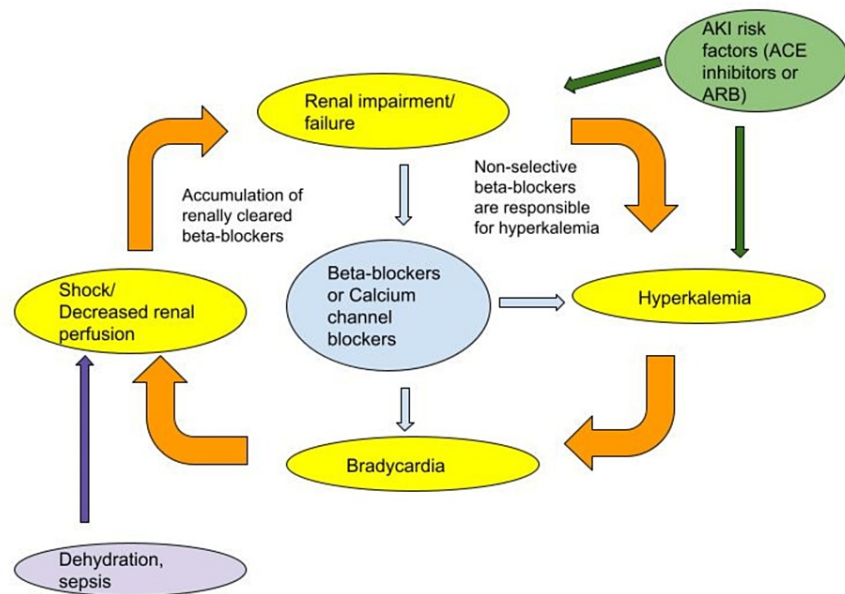 AKI risk
factors (ACE
inhibitors or
ARB)
Renal impairment/
failure
Accumulation of
renally cleared
beta-blockers
Non-selective
beta-blockers
are responsible
for hyperkalemia
Shock/
Decreased renal
perfusion
Beta-blockers
or Calcium
channel
blockers
Hyperkalemia
Bradycardia
Dehydration,
sepsis